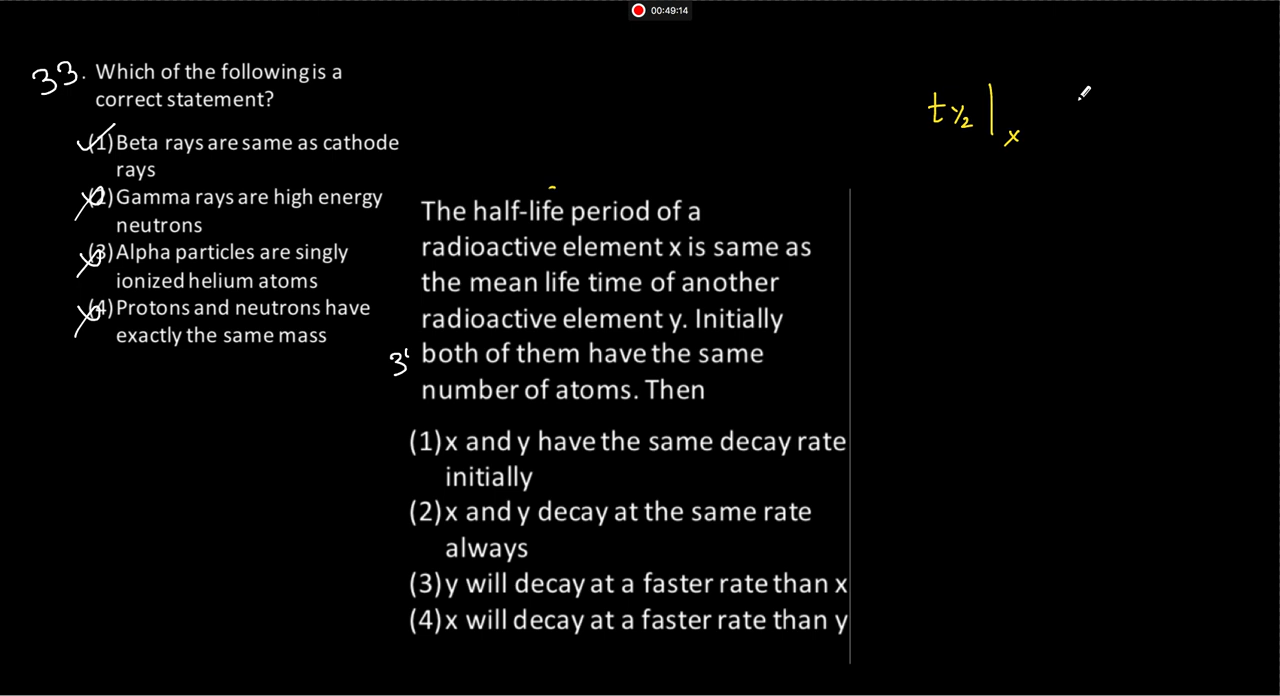 00:49:14
33. Which of the following is a
correct statement?
(1) Beta rays are same as cathode
rays
(2) Gamma rays are high energy
neutrons
(3) Alpha particles are singly
ionized helium atoms
(4) Protons and neutrons have
exactly the same mass
The half-life period of a
radioactive element x is same as
the mean life time of another
radioactive element y. Initially
3' both of them have the same
number of atoms. Then
(1) x and y have the same decay rate
initially
(2) x and y decay at the same rate
always
(3) y will decay at a faster rate than x
(4) x will decay at a faster rate than y
t ½ | x